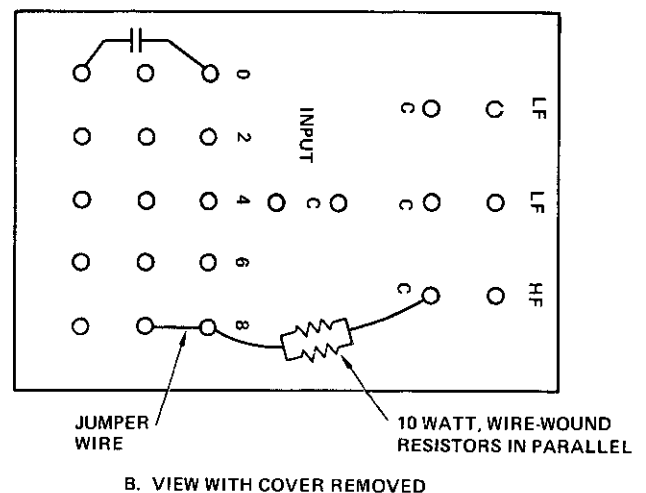 0
2
4
6
8
INPUT
C
C
LF
C
LF
C
HF
JUMPER
WIRE
10 WATT, WIRE-WOUND
RESISTORS IN PARALLEL
B. VIEW WITH COVER REMOVED